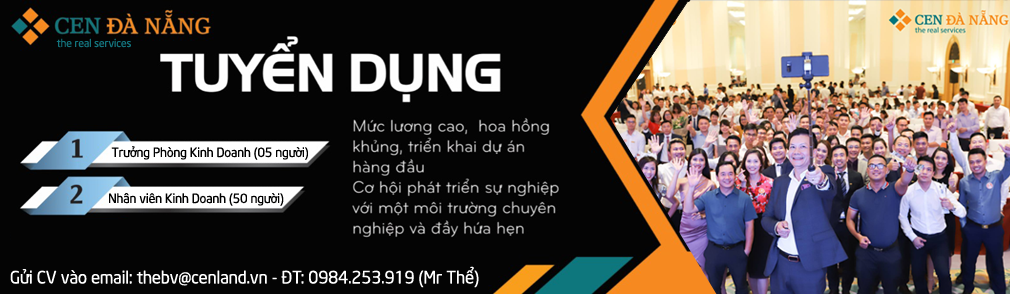 CEN ĐÀ NẴNG
the real services
TUYỂN DỤNG
1 Trưởng Phòng Kinh Doanh (05 người)
2 Nhân viên Kinh Doanh (50 người)
Mức lương cao, hoa hồng
khủng, triển khai dự án
hàng đầu
Cơ hội phát triển sự nghiệp
với một môi trường chuyên
nghiệp và đầy hứa hẹn
Gửi CV vào email: thebv@cenland.vn - ĐT: 0984.253.919 (Mr Thể)
CEN ĐÀ NẴNG
the real services